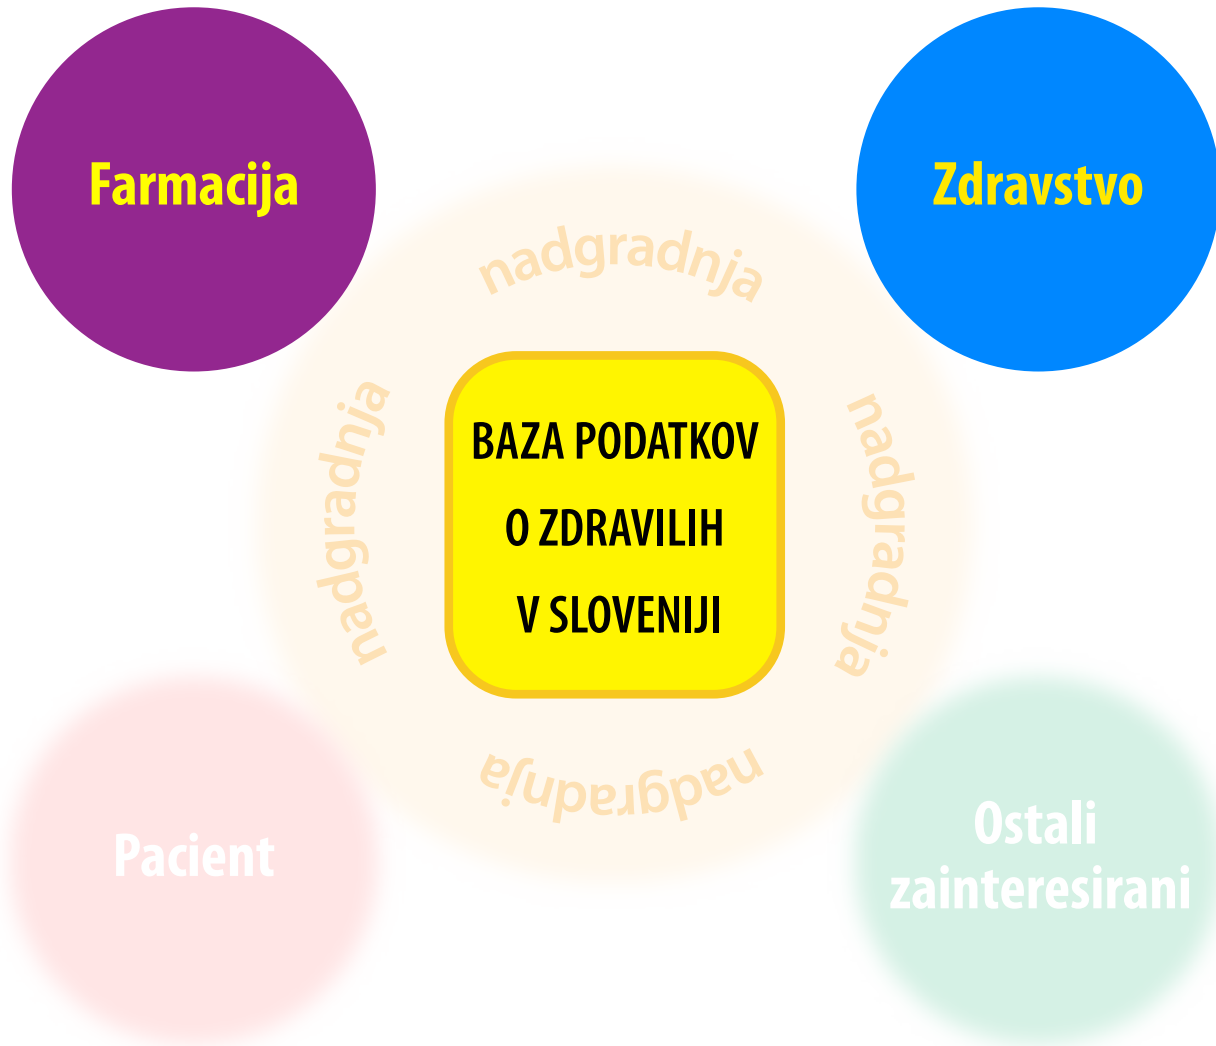 Farmacija
Zdravstvo
nadgradnja
nadgradnja
nadgradnja
BAZA PODATKOV
O ZDRAVILIH
V SLOVENIJI
nadgradnja
Pacient
Ostali
zainteresirani